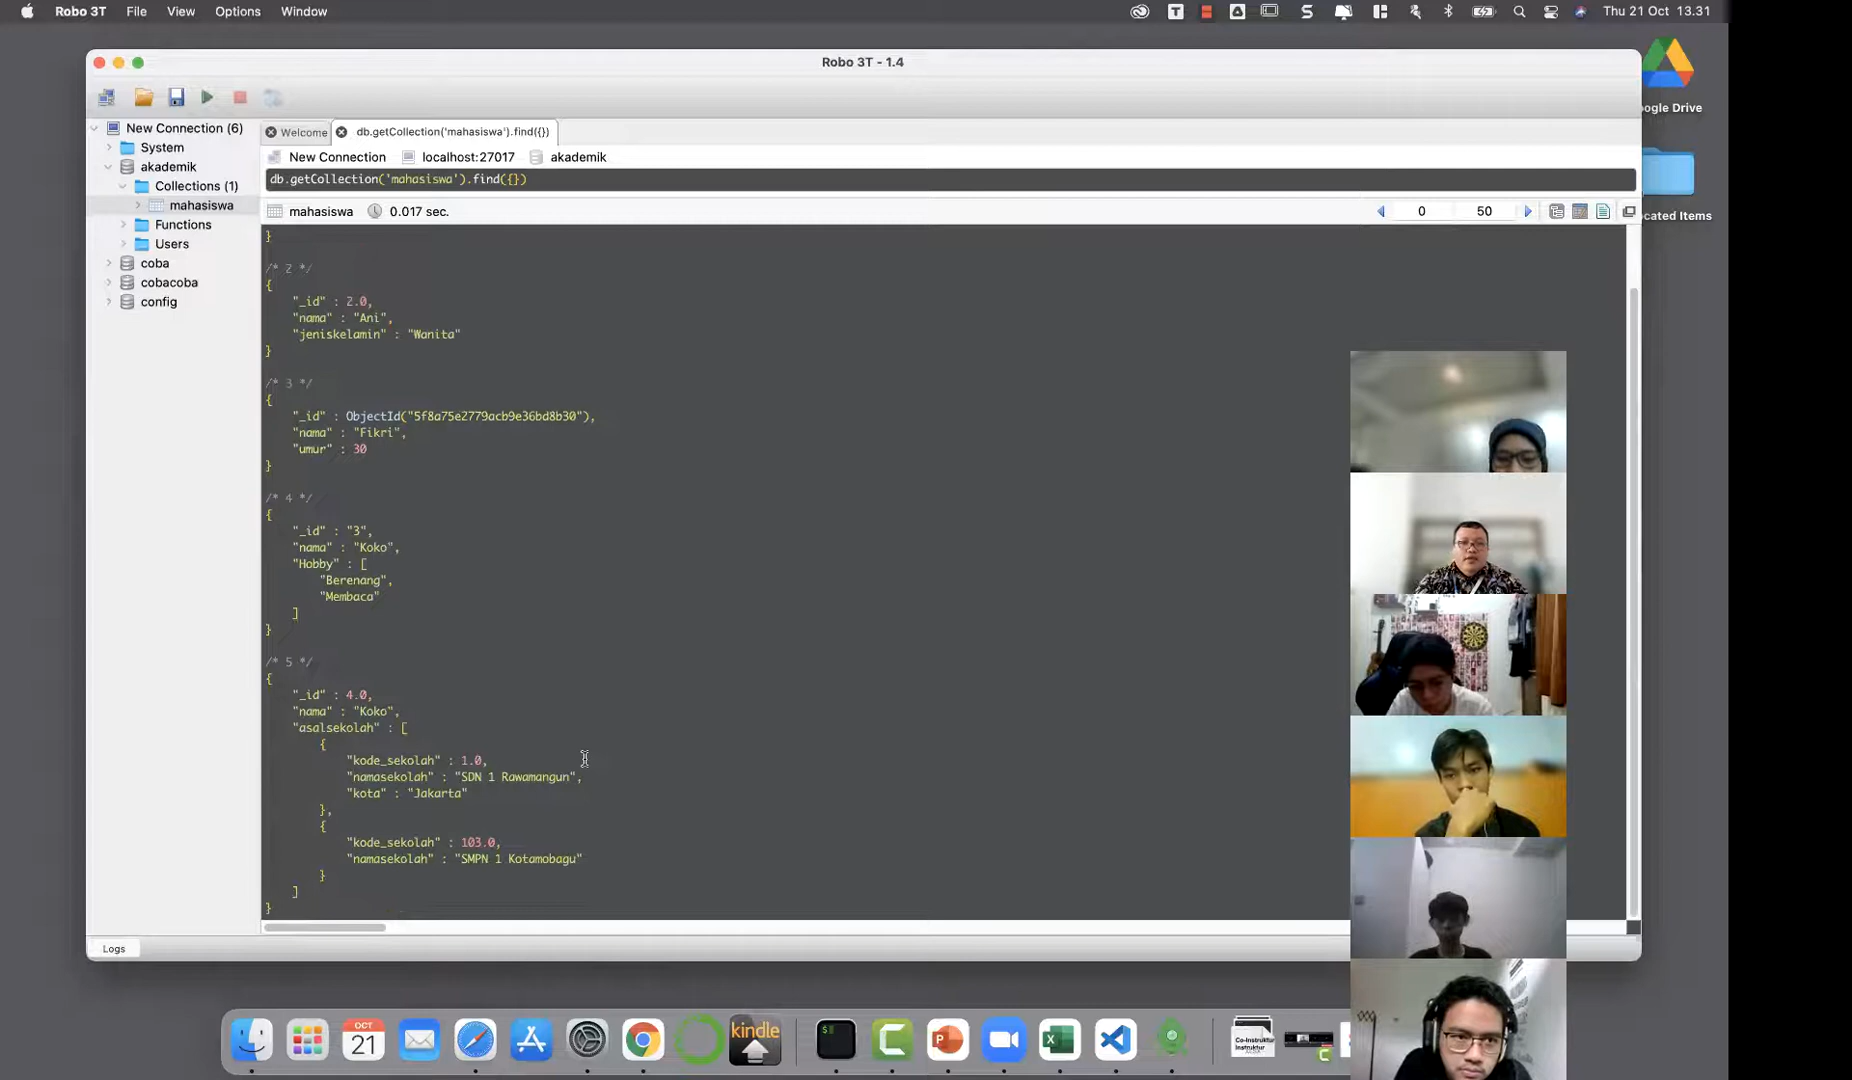 Robo 3T File View Options Window
Thu 21 Oct 13.31
Robo 3T - 1.4
New Connection (6)
System
akademik
Collections (1)
mahasiswa
Functions
Users
coba
cobacoba
config
Welcome
db.getCollection('mahasiswa').find({})
New Connection localhost:27017 akademik
db.getCollection('mahasiswa').find({})
mahasiswa 0.017 sec.
0 50
}
/* 2 */
{
"_id" : 2.0,
"nama" : "Ani",
"jeniskelamin" : "Wanita"
}
/* 3 */
{
"_id" : ObjectId("5f8a75e2779acb9e36bd8b30"),
"nama" : "Fikri",
"umur" : 30
}
/* 4 */
{
"_id" : "3",
"nama" : "Koko",
"Hobby" : [
"Berenang",
"Membaca"
]
}
/* 5 */
{
"_id" : 4.0,
"nama" : "Koko",
"asalsekolah" : [
{
"kode_sekolah" : 1.0,
"namasekolah" : "SDN 1 Rawamangun",
"kota" : "Jakarta"
},
{
"kode_sekolah" : 103.0,
"namasekolah" : "SMPN 1 Kotamobagu"
}
]
}
Logs
ogle Drive
cated Items
OCT
21
kindle
Co-Instruktur
Instruktur